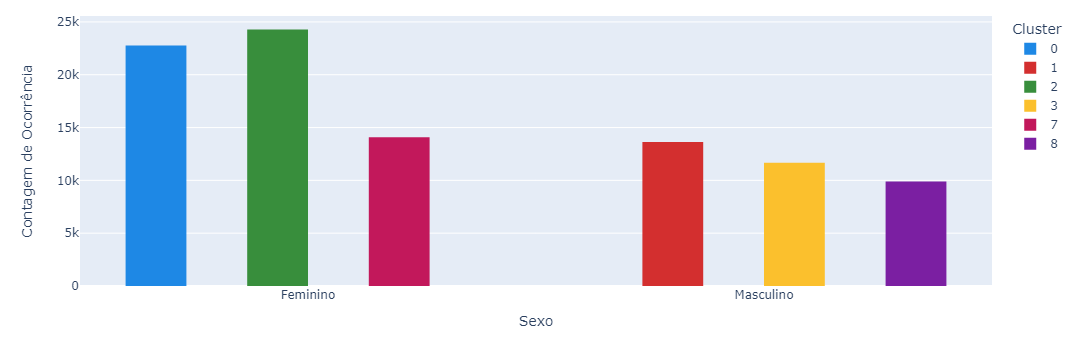 Contagem de Ocorrência
25k
20k
15k
10k
5k
0
Feminino
Masculino
Sexo
Cluster
0
1
2
3
7
8